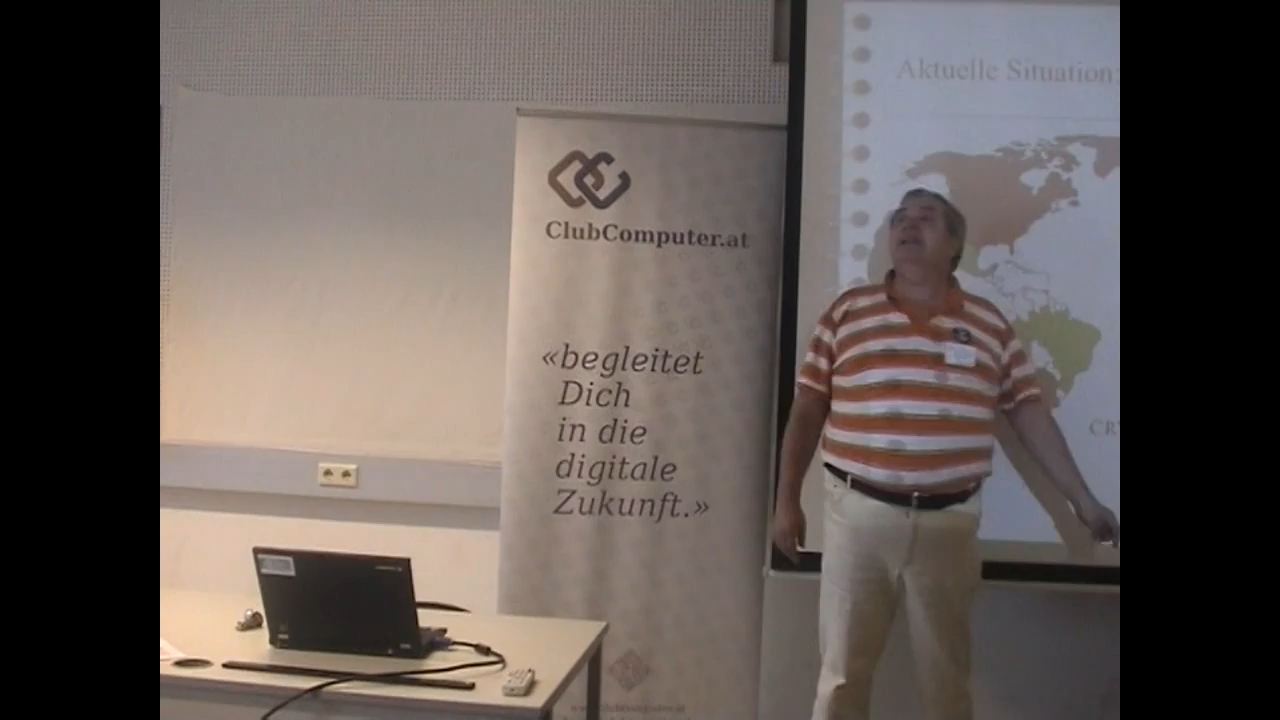 Aktuelle Situation:
ClubComputer.at
«begleitet
Dich
in die
digitale
Zukunft.»